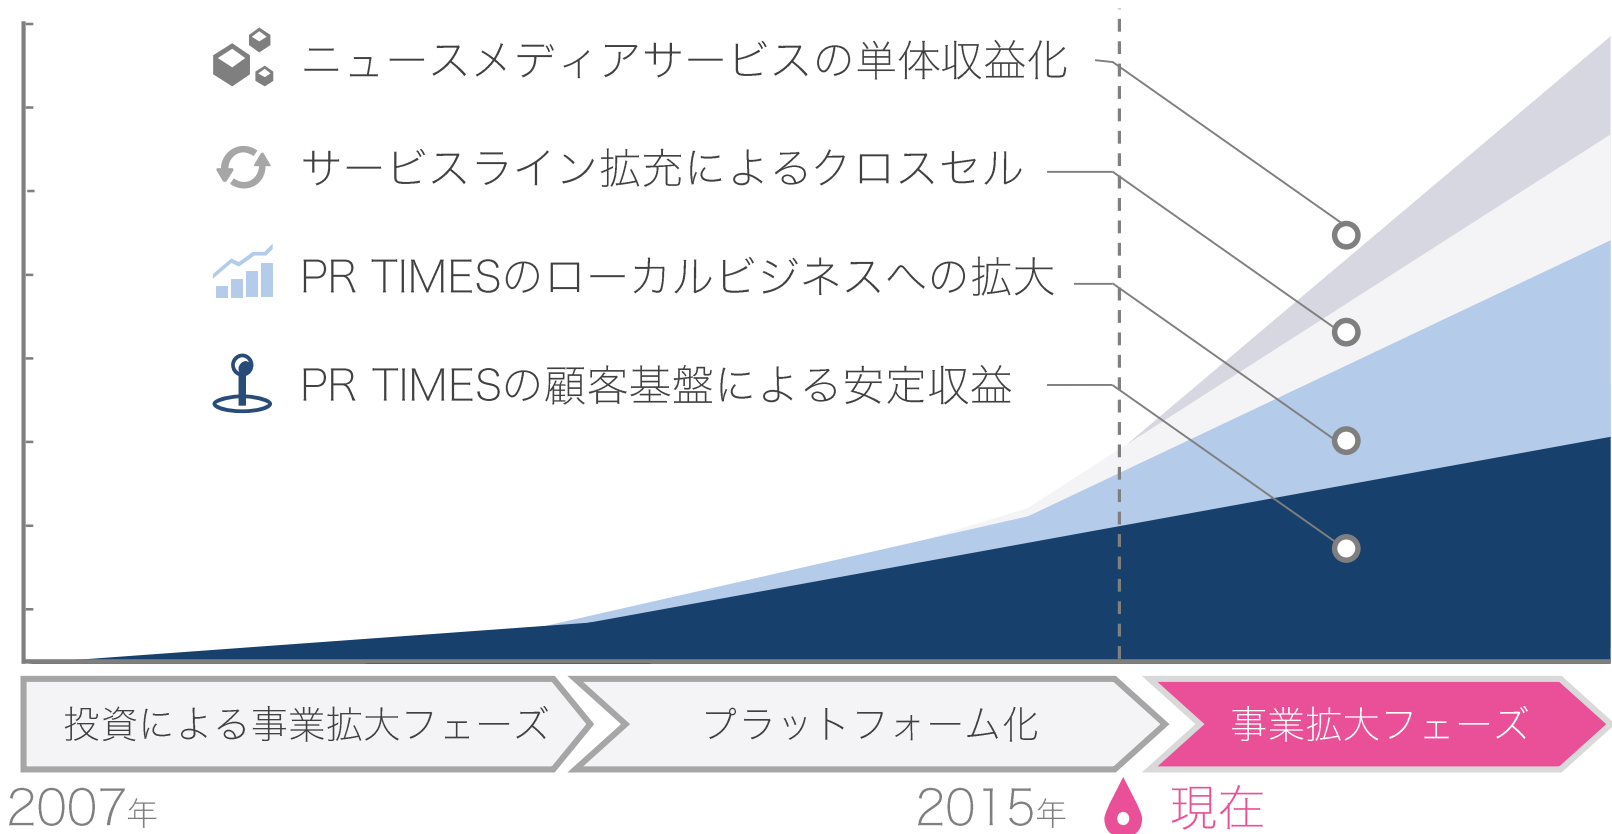 ニュースメディアサービスの単体収益化
サービスライン拡充によるクロスセル
PR TIMESのローカルビジネスへの拡大
PR TIMESの顧客基盤による安定収益
投資による事業拡大フェーズ
プラットフォーム化
事業拡大フェーズ
2007年
2015年
現在